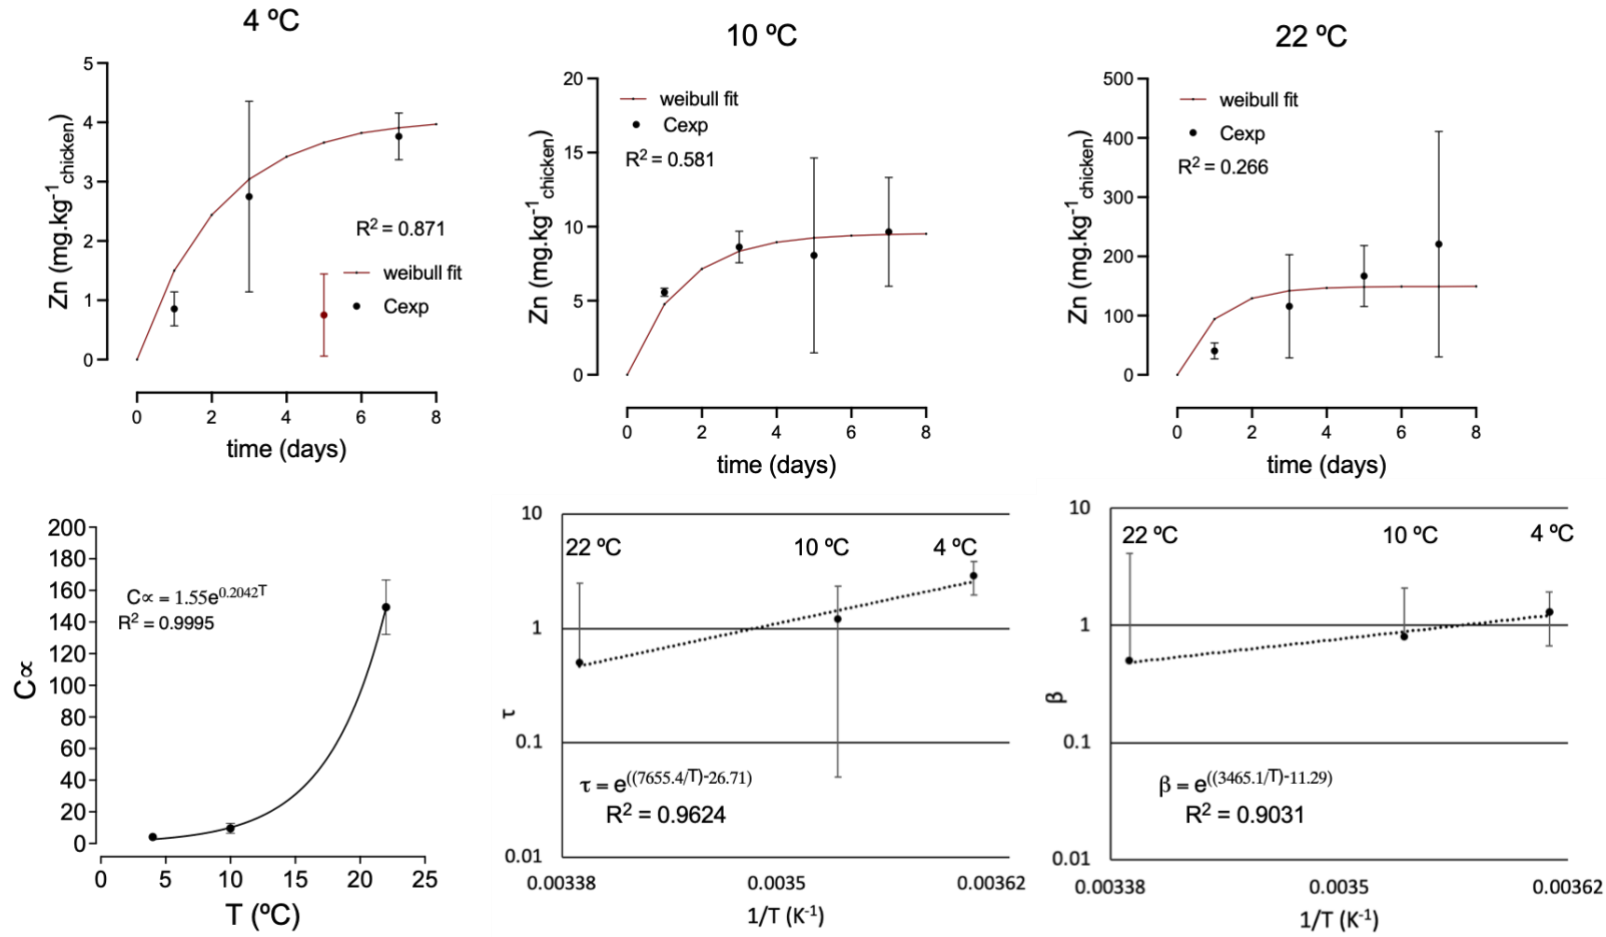 4 ºC
5
4
3
2
1
0
Zn (mg.kg⁻¹chicken)
R² = 0.871
weibull fit
Cexp
0 2 4 6 8
time (days)
10 ºC
20
15
10
5
0
Zn (mg.kg⁻¹chicken)
weibull fit
Cexp
R² = 0.581
0 2 4 6 8
time (days)
22 ºC
500
400
300
200
100
0
Zn (mg.kg⁻¹chicken)
weibull fit
Cexp
R² = 0.266
0 2 4 6 8
time (days)
200
180
160
140
120
100
80
60
40
20
0
C∝
C∝ = 1.55e^0.2042T
R² = 0.9995
0 5 10 15 20 25
T (ºC)
10
1
0.1
0.01
τ
22 ºC 10 ºC 4 ºC
τ = e^((7655.4/T)-26.71)
R² = 0.9624
0.00338 0.0035 0.00362
1/T (K⁻¹)
10
1
0.1
0.01
β
22 ºC 10 ºC 4 ºC
β = e^((3465.1/T)-11.29)
R² = 0.9031
0.00338 0.0035 0.00362
1/T (K⁻¹)